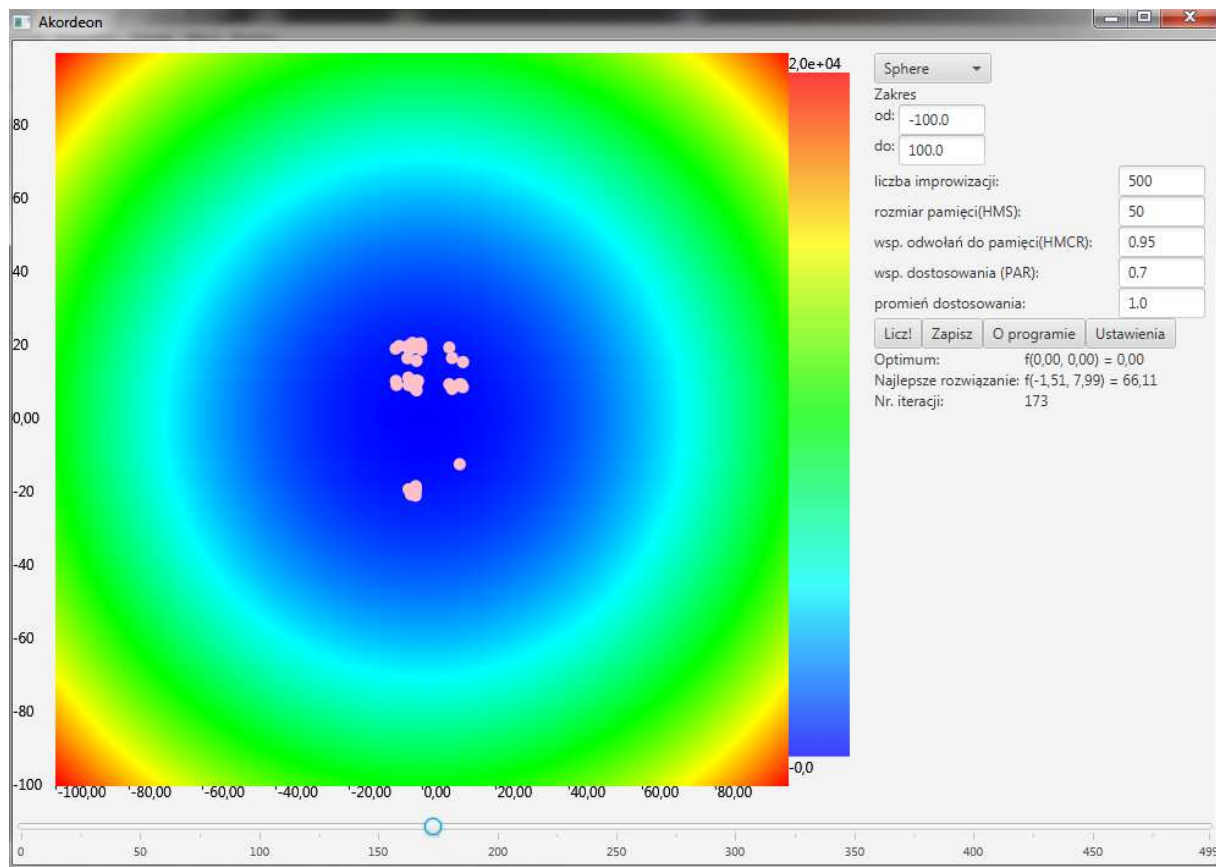 Akordeon
2,0e+04
80
60
40
20
0,00
-20
-40
-60
-80
-100
-100,00 -80,00 -60,00 -40,00 -20,00 0,00 20,00 40,00 60,00 80,00
-0,0
Sphere
Zakres
od: -100.0
do: 100.0
liczba improwizacji: 500
rozmiar pamięci(HMS): 50
wsp. odwołań do pamięci(HMCR): 0.95
wsp. dostosowania (PAR): 0.7
promień dostosowania: 1.0
Licz! Zapisz O programie Ustawienia
Optimum: f(0,00, 0,00) = 0,00
Najlepsze rozwiązanie: f(-1,51, 7,99) = 66,11
Nr. iteracji: 173
0 50 100 150 200 250 300 350 400 450 499